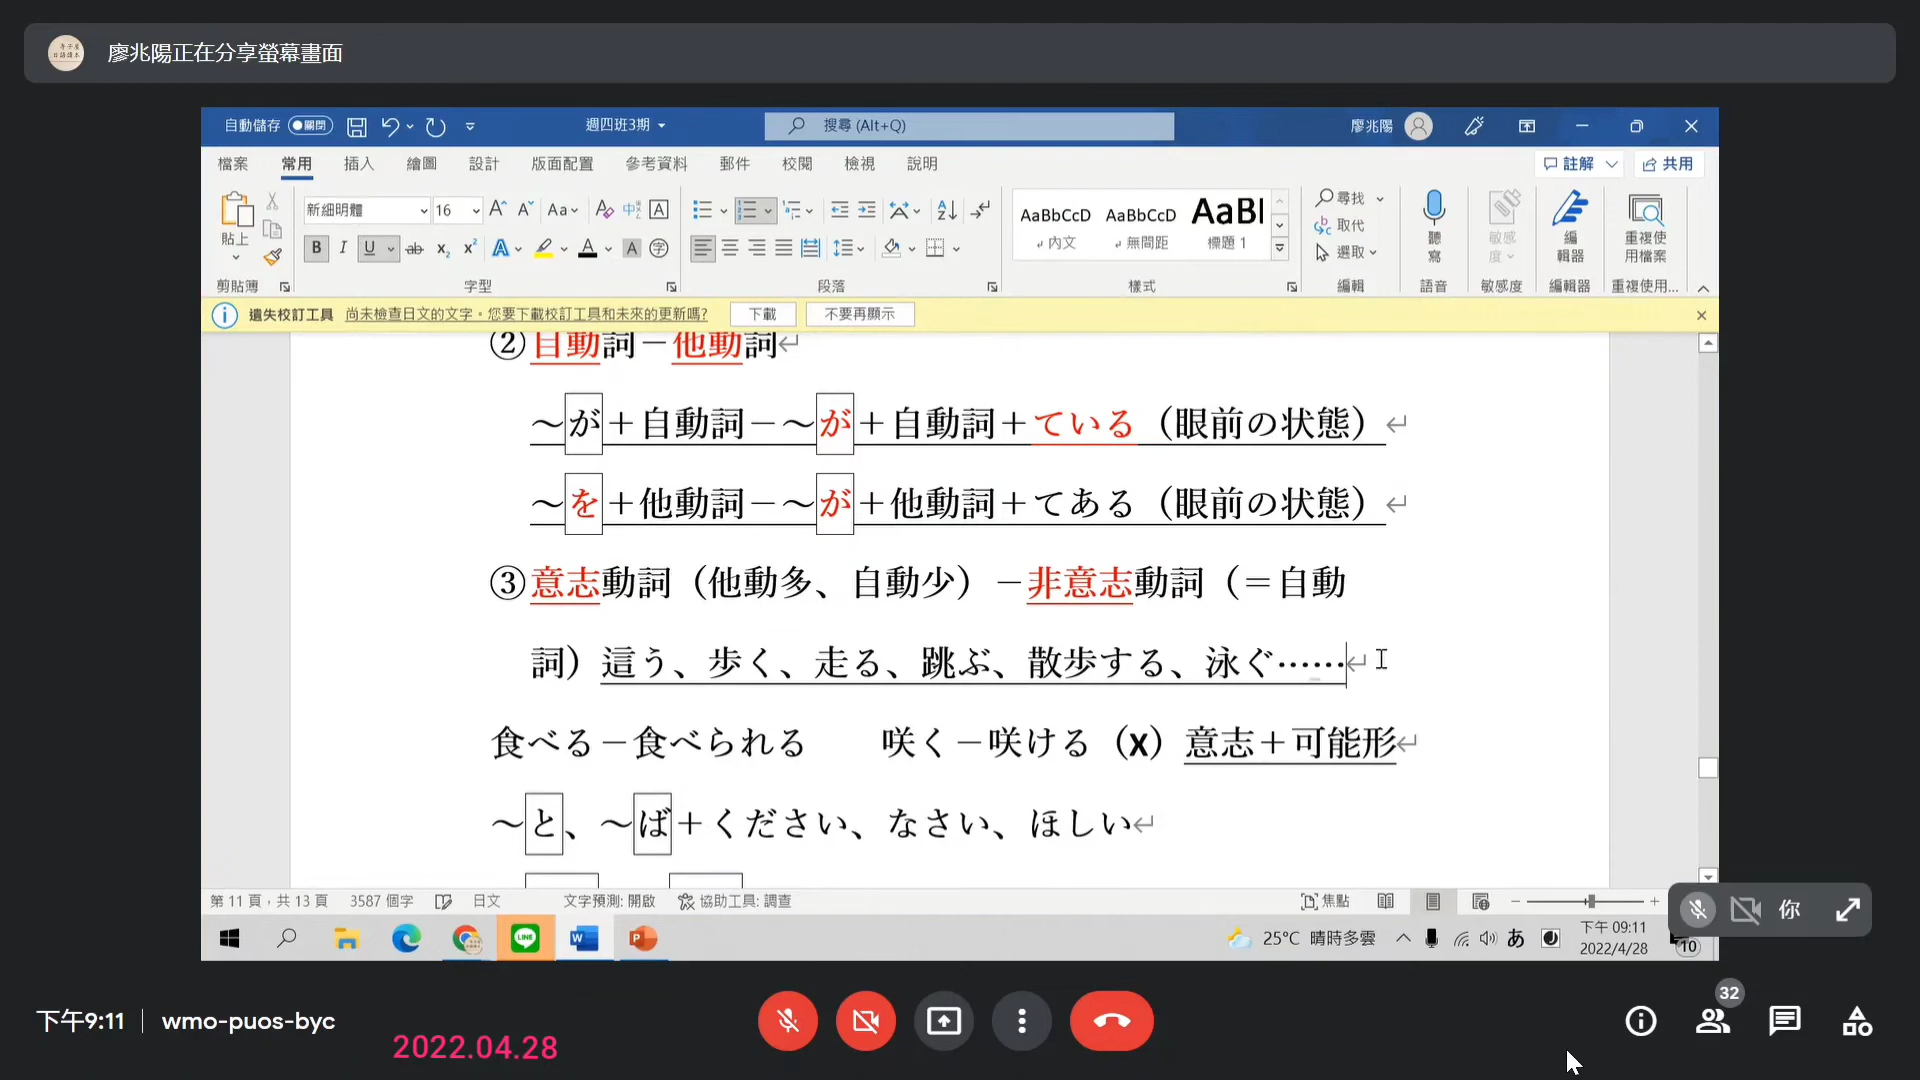 廖兆陽正在分享螢幕畫面
自動儲存 關閉 週四班3期 搜尋 (Alt+Q) 廖兆陽
檔案 常用 插入 繪圖 設計 版面配置 參考資料 郵件 校閱 檢視 說明 註解 共用
新細明體 16 Aa A
貼上
B I U ab x₂ x² A A A 字
AaBbCcD AaBbCcD AaBl
內文 無間距 標題 1
尋找
取代
選取
聽寫
敏感度
編輯器
重複使用檔案
剪貼簿 字型 段落 樣式 編輯 語音 敏感度 編輯器 重複使用...
遺失校訂工具 尚未檢查日文的文字。您要下載校訂工具和未來的更新嗎? 下載 不要再顯示
②自動詞－他動詞
～が＋自動詞－～が＋自動詞＋ている（眼前の状態）
～を＋他動詞－～が＋他動詞＋てある（眼前の状態）
③意志動詞（他動多、自動少）－非意志動詞（＝自動
詞）這う、歩く、走る、跳ぶ、散歩する、泳ぐ……
食べる－食べられる　　咲く－咲ける（x）意志＋可能形
～と、～ば＋ください、なさい、ほしい
第 11 頁，共 13 頁 3587 個字 日文 文字預測: 開啟 協助工具: 調查 焦點
你
25°C 晴時多雲 あ 下午 09:11
2022/4/28 10
下午9:11 wmo-puos-byc
32
2022.04.28